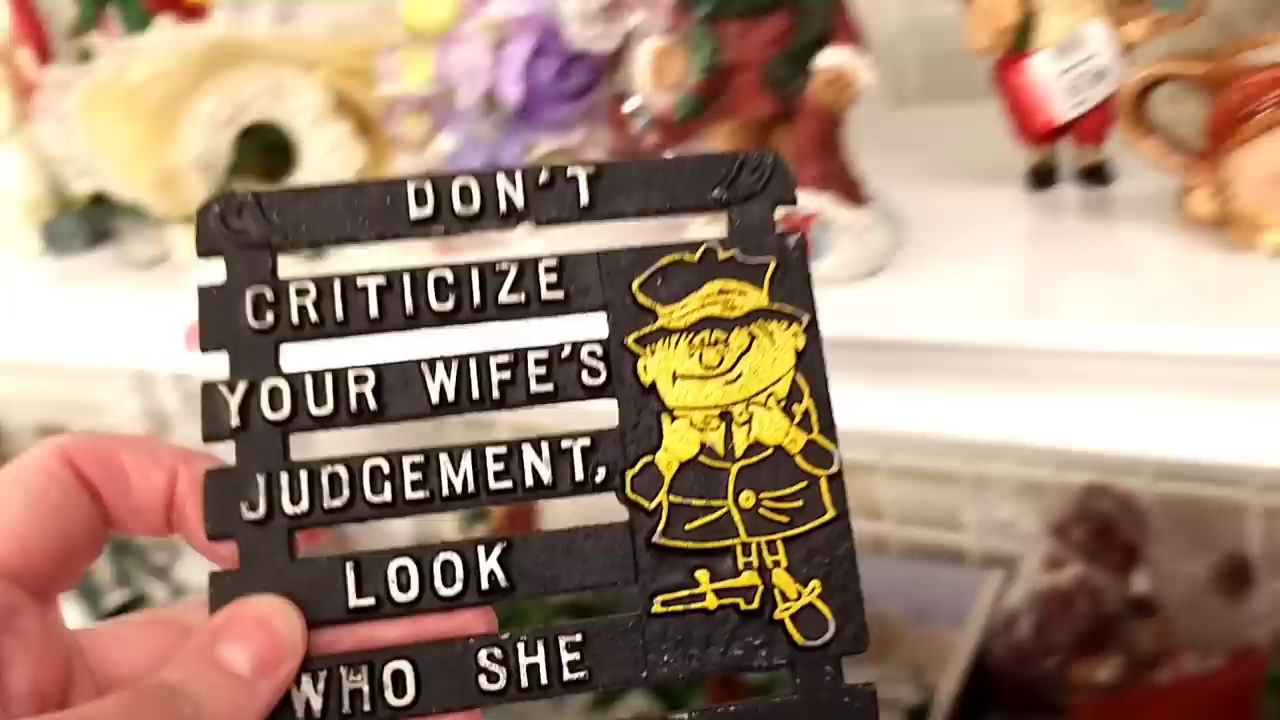 DON'T
CRITICIZE
YOUR WIFE'S
JUDGEMENT,
LOOK
WHO SHE